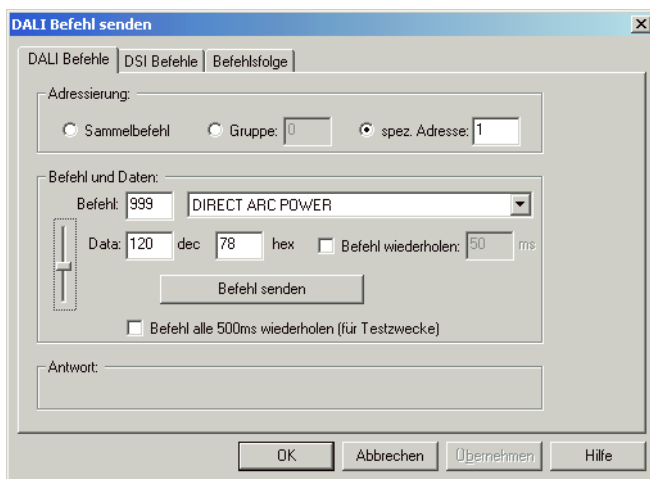 DALI Befehl senden
DALI Befehle DSI Befehle Befehlsfolge
Adressierung:
Sammelbefehl Gruppe: 0 spez. Adresse: 1
Befehl und Daten:
Befehl: 999 DIRECT ARC POWER
Data: 120 dec 78 hex Befehl wiederholen: 50 ms
Befehl senden
Befehl alle 500ms wiederholen (für Testzwecke)
Antwort:
OK Abbrechen Übernehmen Hilfe